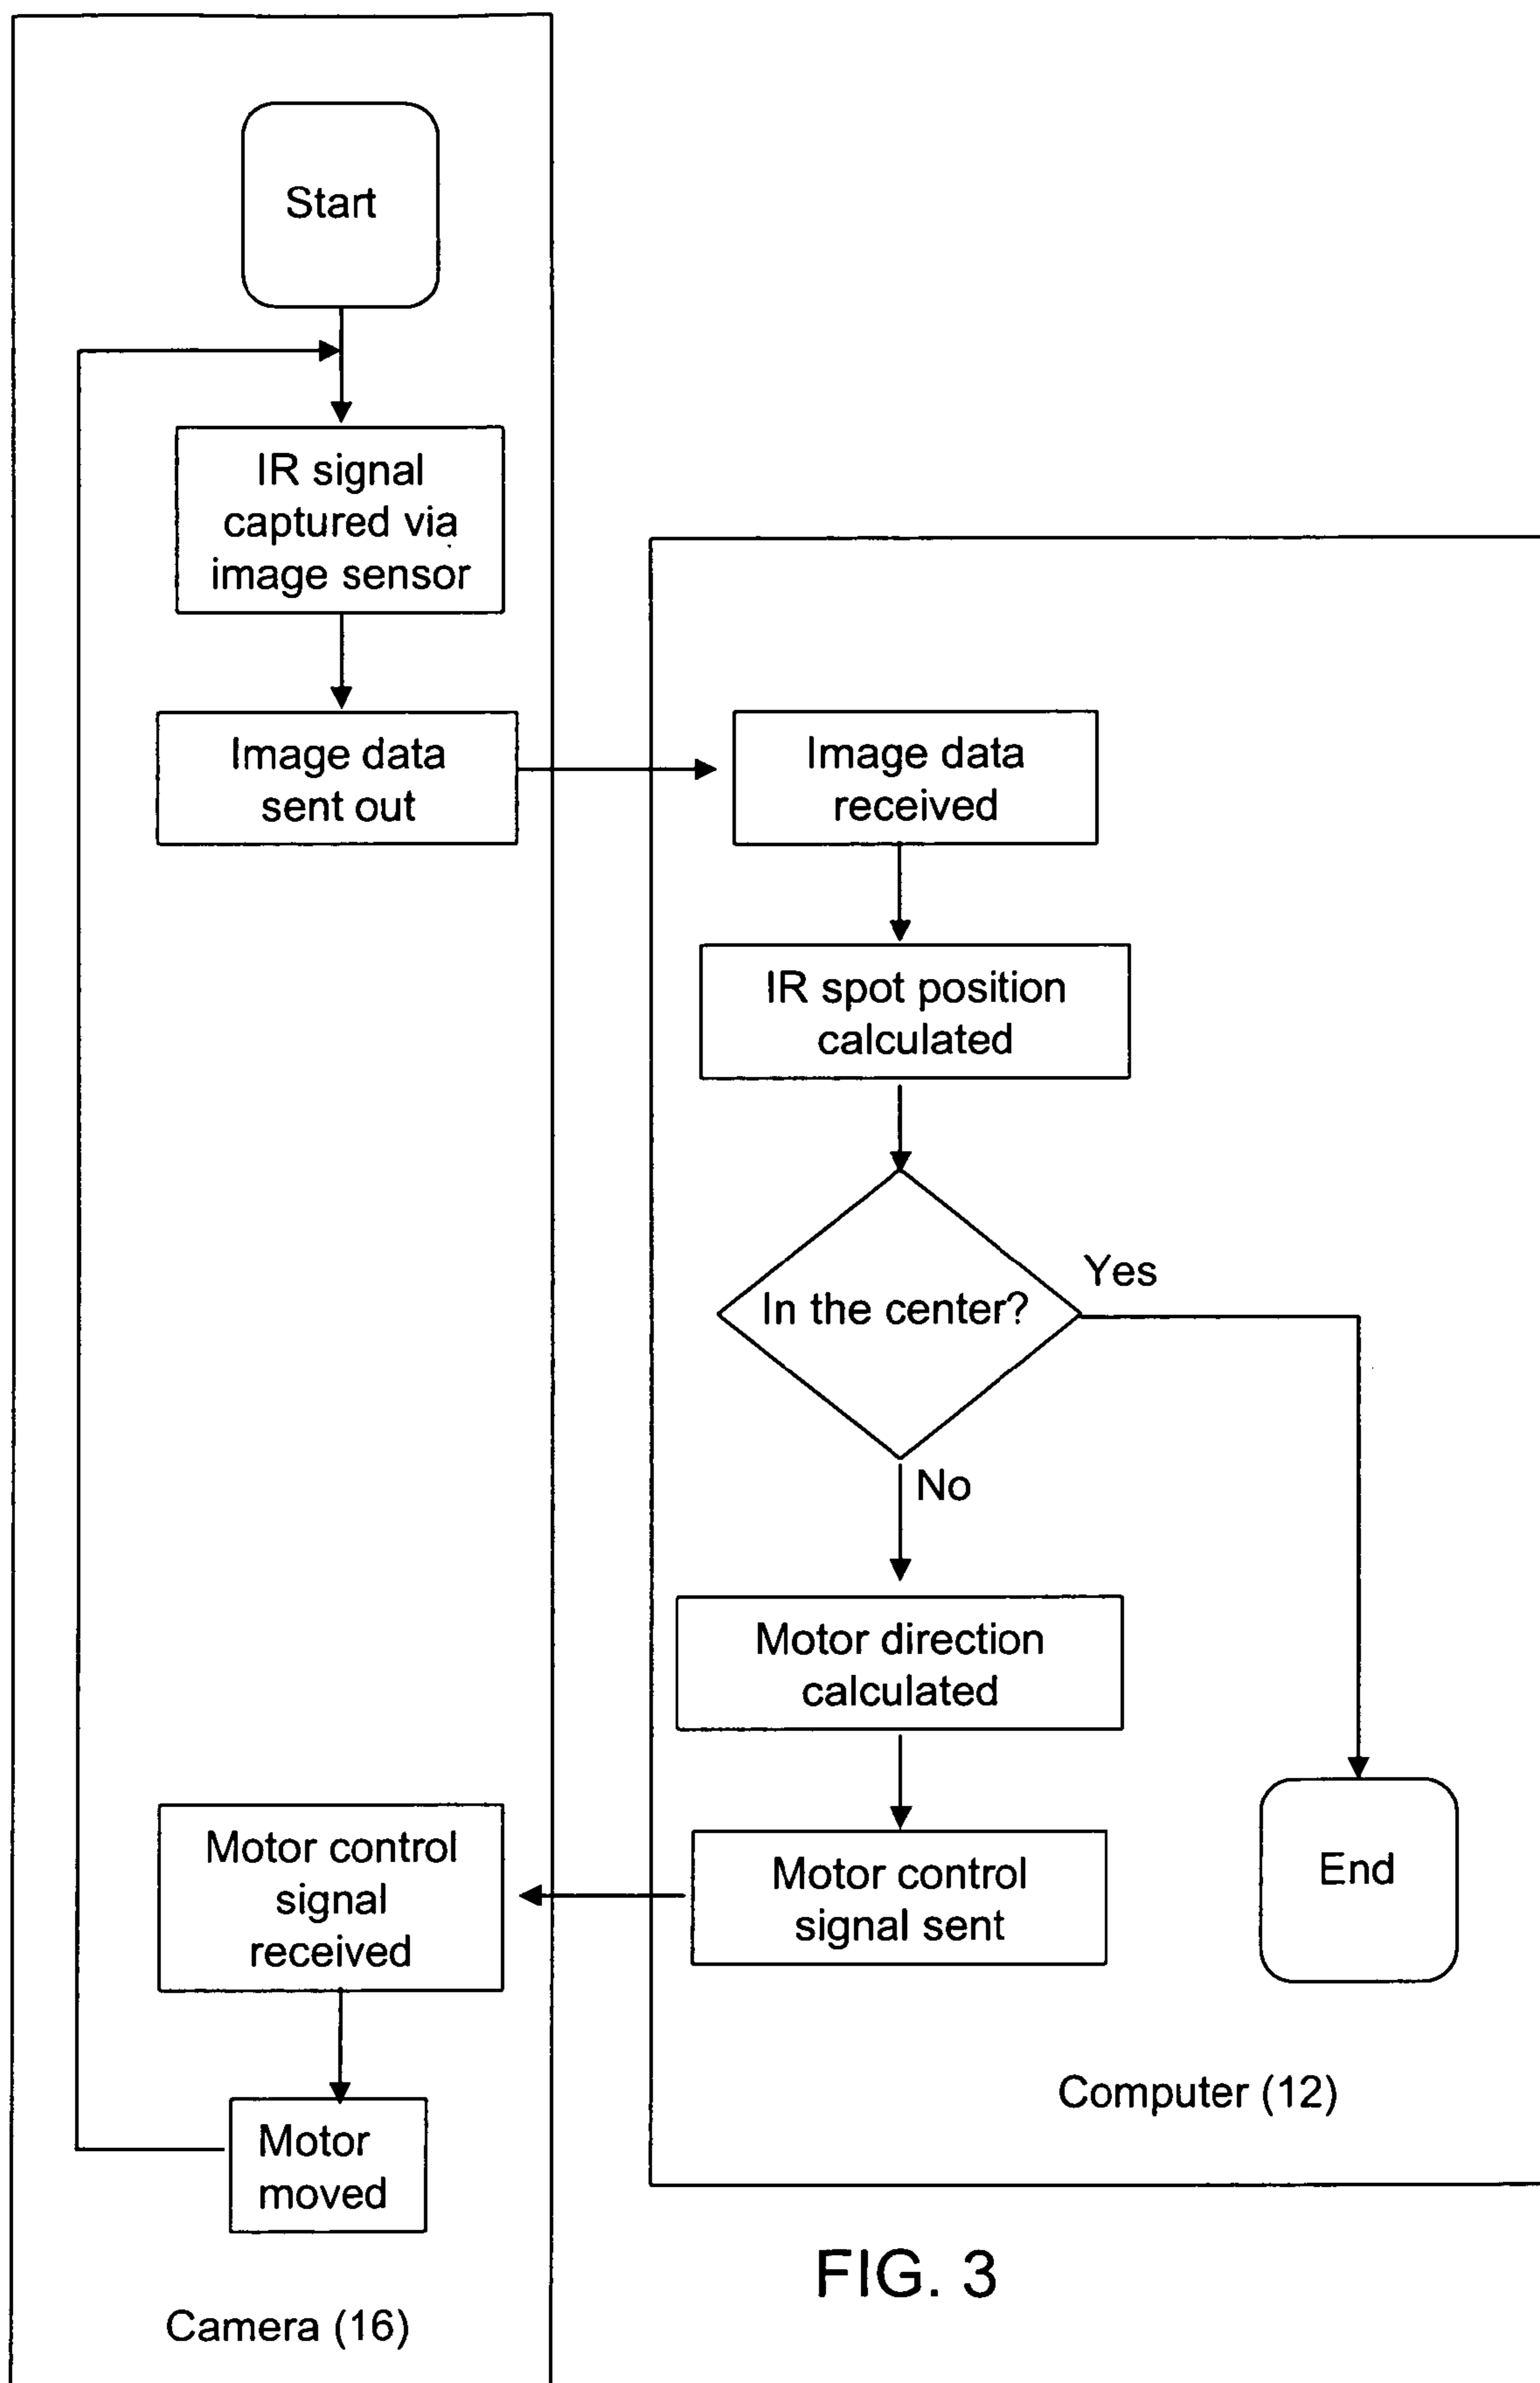 Start
IR signal
captured via
image sensor
Image data
sent out
Image data
received
IR spot position
calculated
In the center?
Yes
No
Motor direction
calculated
Motor control
signal sent
End
Motor control
signal
received
Motor
moved
Computer (12)
Camera (16)
FIG. 3